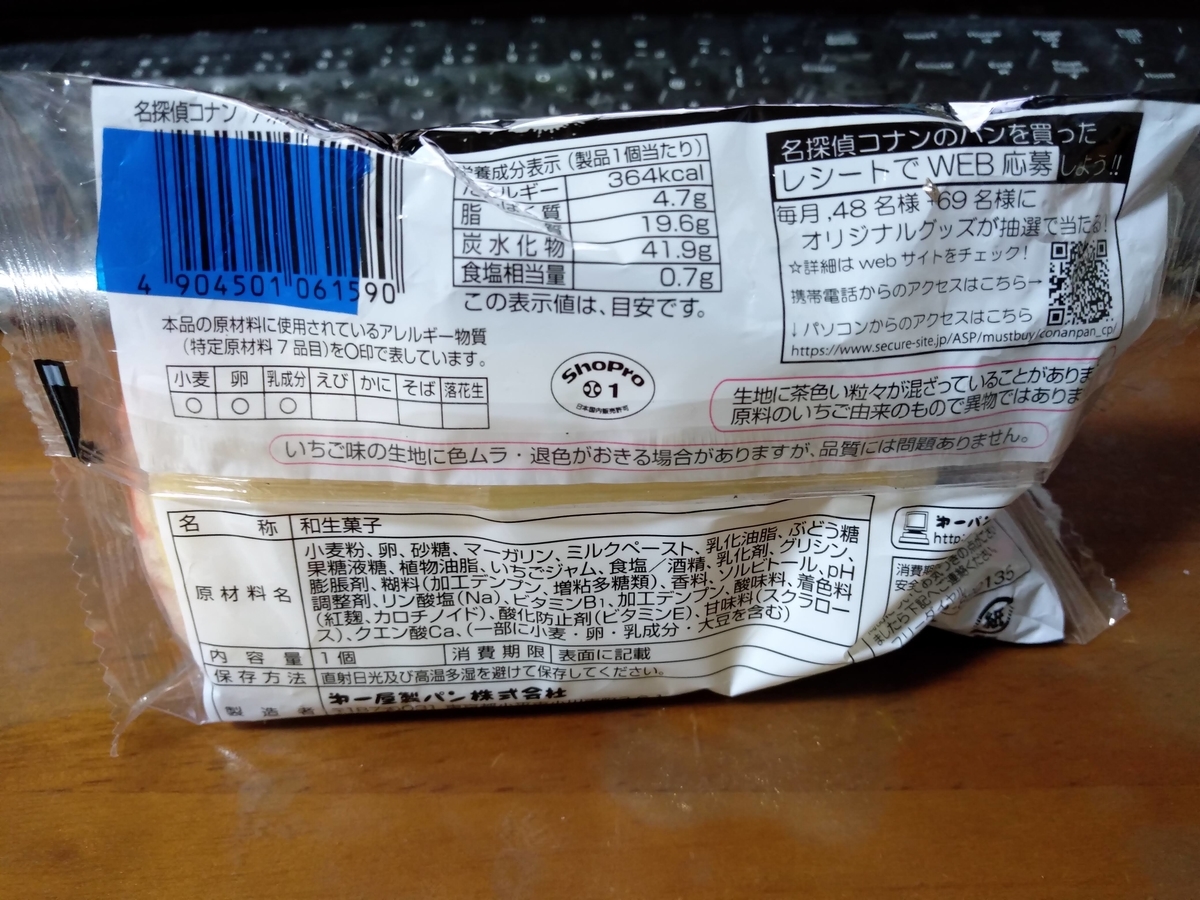 名探偵コナン
4 904501 061590
本品の原材料に使用されているアレルギー物質
(特定原材料7品目)を○印で表しています。
小麦 卵 乳成分 えび かに そば 落花生
○ ○ ○
栄養成分表示(製品1個当たり)
エネルギー 364kcal
たんぱく質 4.7g
脂質 19.6g
炭水化物 41.9g
食塩相当量 0.7g
この表示値は、目安です。
ShoPro
1
日本国内販売許可
名探偵コナンのパンを買った
レシートでWEB応募しよう!!
毎月,48名様→69名様に
オリジナルグッズが抽選で当たる!
☆詳細はwebサイトをチェック!
携帯電話からのアクセスはこちら→
↓パソコンからのアクセスはこちら
https://www.secure-site.jp/ASP/mustbuy/conanpan_cp/
生地に茶色い粒々が混ざっていることがありま
原料のいちご由来のもので異物ではありま
いちご味の生地に色ムラ・退色がおきる場合がありますが、品質には問題ありません。
名称 和生菓子
原材料名 小麦粉、卵、砂糖、マーガリン、ミルクペースト、乳化油脂、ぶどう糖
果糖液糖、植物油脂、いちごジャム、食塩/酒精、乳化剤、グリシン、
膨脹剤、糊料(加工デンプン、増粘多糖類)、香料、ソルビトール、pH
調整剤、リン酸塩(Na)、ビタミンB1、加工デンプン、酸味料、着色料
(紅麹、カロチノイド)、酸化防止剤(ビタミンE)、甘味料(スクラロー
ス)、クエン酸Ca、(一部に小麦・卵・乳成分・大豆を含む)
内容量 1個 消費期限 表面に記載
保存方法 直射日光及び高温多湿を避けて保存してください。
製造者 第一屋製パン株式会社
第一パン
http:
消費期